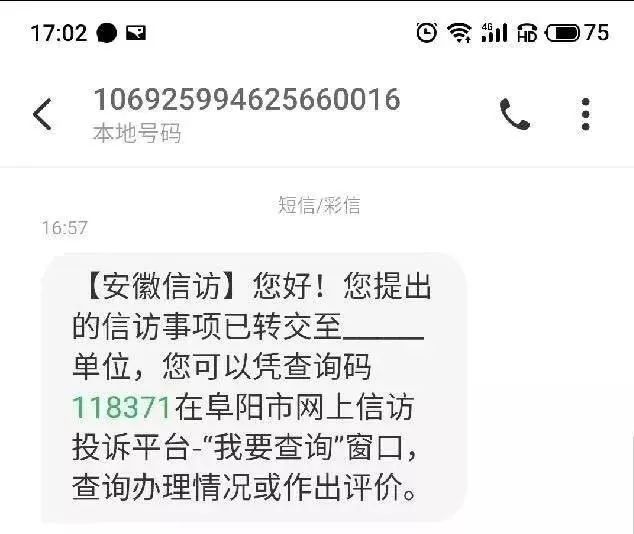 17:02 4G HD 75
106925994625660016
本地号码
短信/彩信
16:57
【安徽信访】您好！您提出
的信访事项已转交至______
单位，您可以凭查询码
118371在阜阳市网上信访
投诉平台-“我要查询”窗口，
查询办理情况或作出评价。